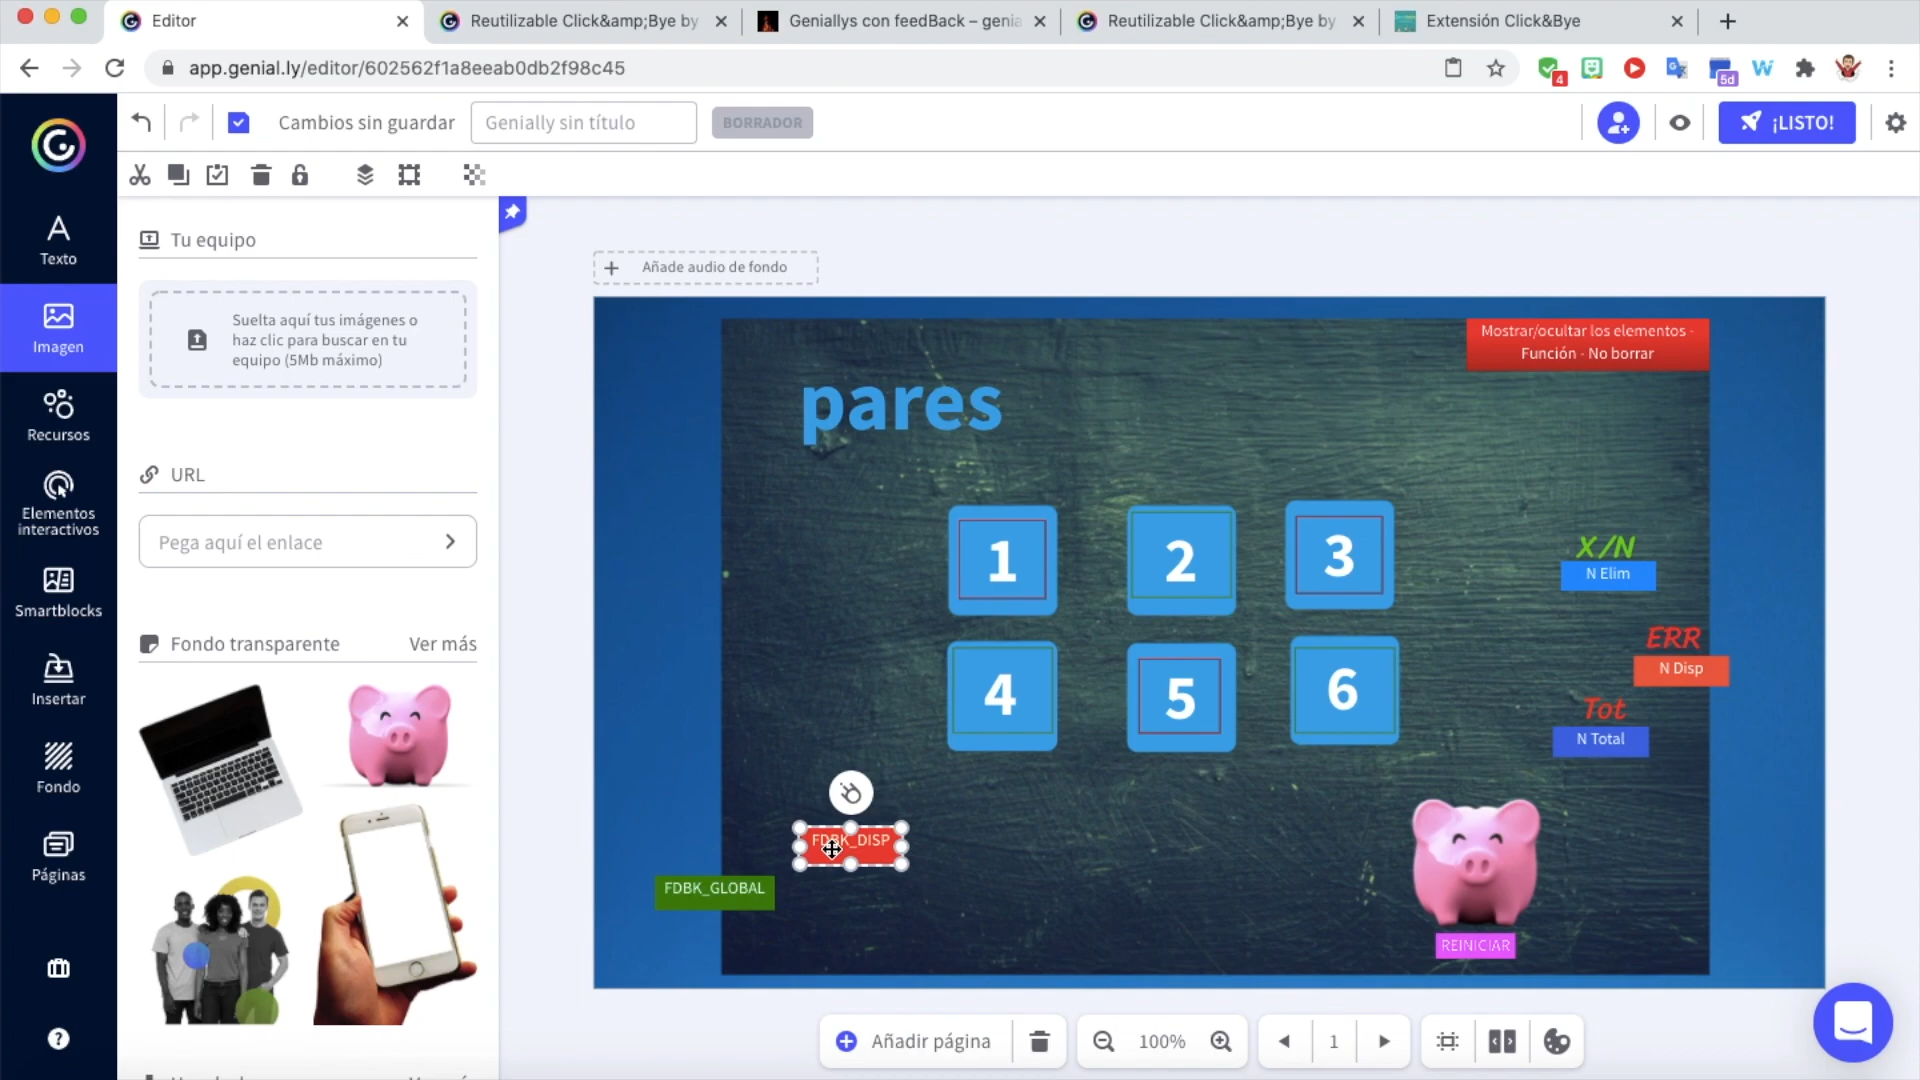 Editor
Reutilizable Click&amp;Bye by
Geniallys con feedBack – genia
Reutilizable Click&amp;Bye by
Extensión Click&Bye
app.genial.ly/editor/602562f1a8eeab0db2f98c45
4
5d
Cambios sin guardar
Genially sin título
BORRADOR
¡LISTO!
Texto
Imagen
Recursos
Elementos
interactivos
Smartblocks
Insertar
Fondo
Páginas
Tu equipo
Suelta aquí tus imágenes o
haz clic para buscar en tu
equipo (5Mb máximo)
URL
Pega aquí el enlace
Fondo transparente
Ver más
Añade audio de fondo
Mostrar/ocultar los elementos -
Función - No borrar
pares
1
2
3
4
5
6
X/N
N Elim
ERR
N Disp
Tot
N Total
FDBK_DISP
FDBK_GLOBAL
REINICIAR
Añadir página
100%
1